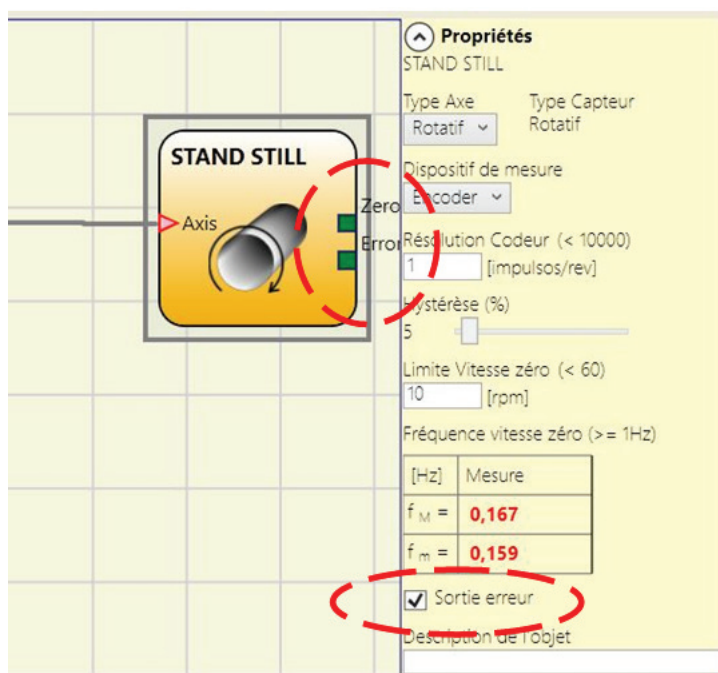 STAND STILL
Axis
Zero
Error
Propriétés
STAND STILL
Type Axe Type Capteur
Rotatif Rotatif
Dispositif de mesure
Encoder
Résolution Codeur (< 10000)
1 [impulsos/rev]
Hystérèse (%)
5
Limite Vitesse zéro (< 60)
10 [rpm]
Fréquence vitesse zéro (>= 1Hz)
[Hz] Mesure
f M = 0,167
f m = 0,159
Sortie erreur
Description de l'objet